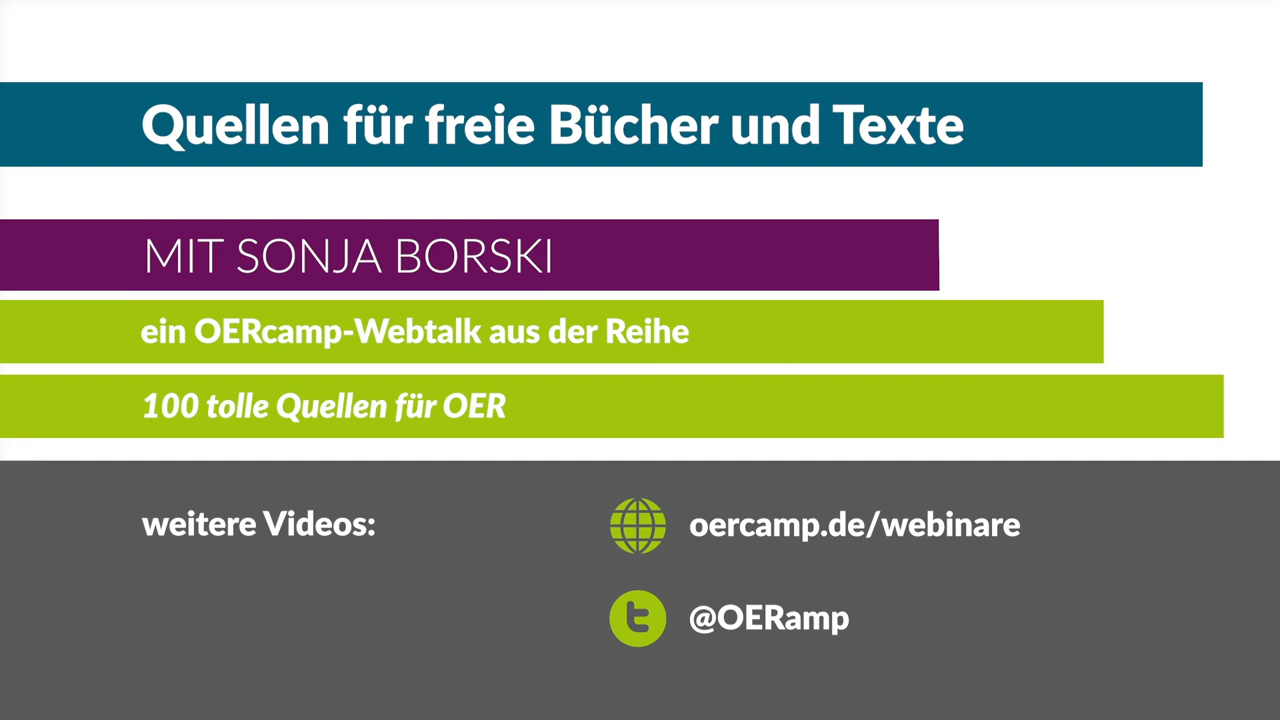 Quellen für freie Bücher und Texte
MIT SONJA BORSKI
ein OERcamp-Webtalk aus der Reihe
100 tolle Quellen für OER
weitere Videos:
oercamp.de/webinare
@OERamp